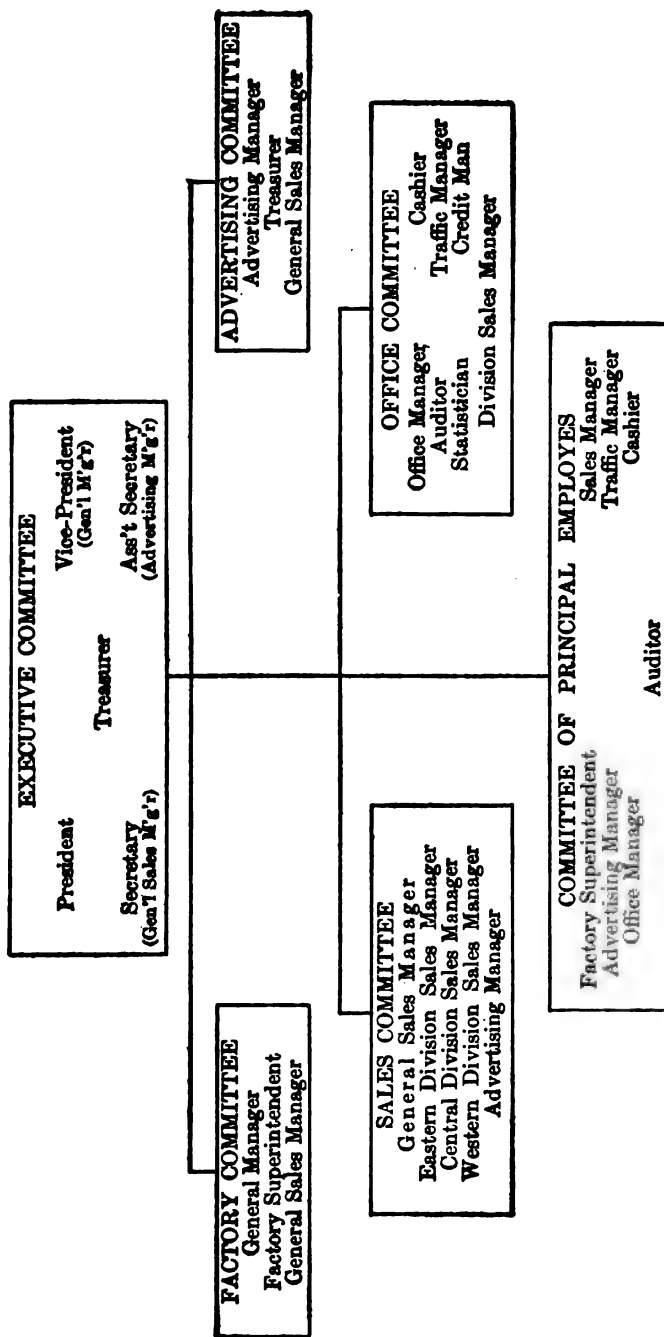 EXECUTIVE COMMITTEE
President
Vice-President
(Gen'l M'g'r)
Treasurer
Secretary
(Gen'l Sales M'g'r)
Ass't Secretary
(Advertising M'g'r)
FACTORY COMMITTEE
General Manager
Factory Superintendent
General Sales Manager
ADVERTISING COMMITTEE
Advertising Manager
Treasurer
General Sales Manager
SALES COMMITTEE
General Sales Manager
Eastern Division Sales Manager
Central Division Sales Manager
Western Division Sales Manager
Advertising Manager
OFFICE COMMITTEE
Office Manager,
Auditor
Statistician
Cashier
Traffic Manager
Credit Man
Division Sales Manager
COMMITTEE OF PRINCIPAL EMPLOYES
Factory Superintendent
Advertising Manager
Office Manager
Sales Manager
Traffic Manager
Cashier
Auditor